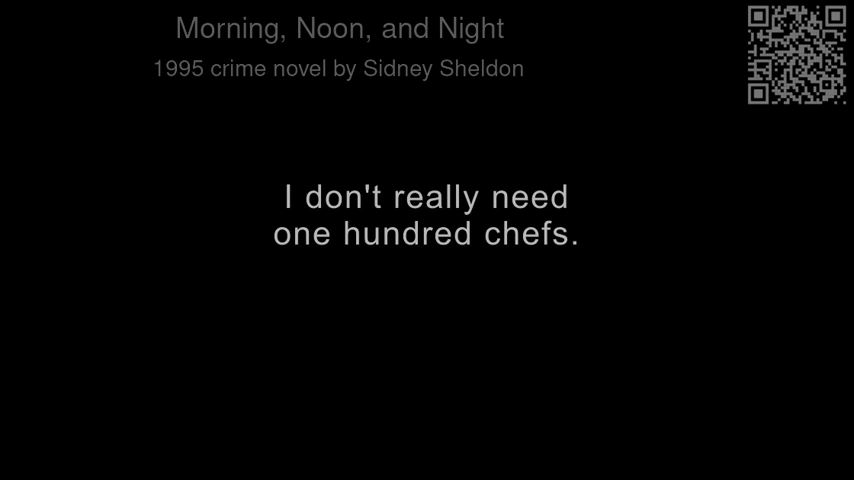 Morning, Noon, and Night
1995 crime novel by Sidney Sheldon
I don't really need
one hundred chefs.